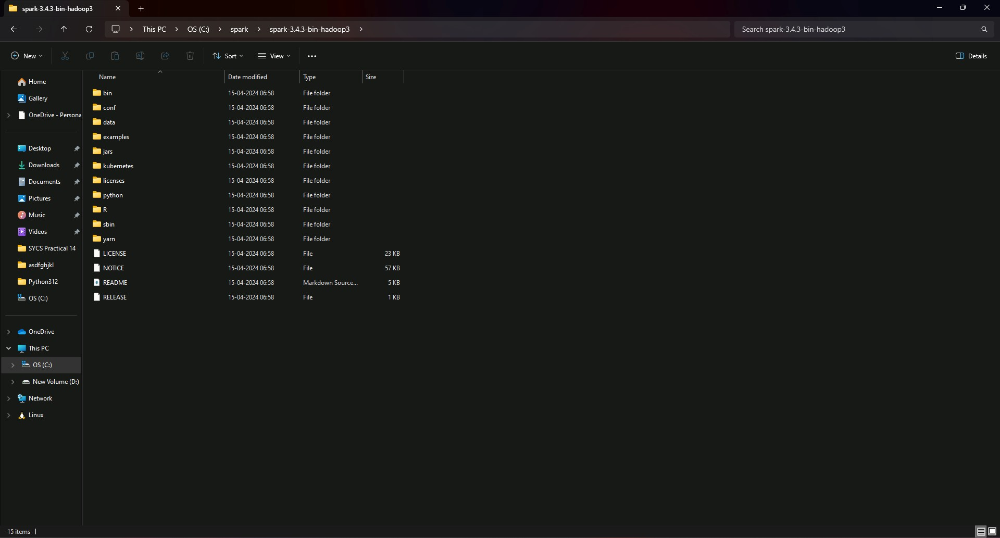 spark-3.4.3-bin-hadoop3
This PC OS (C:) spark spark-3.4.3-bin-hadoop3
Search spark-3.4.3-bin-hadoop3
New Sort View Details
Name Date modified Type Size
Home
Gallery
OneDrive - Persona
Desktop
Downloads
Documents
Pictures
Music
Videos
SYCS Practical 14
asdfghjkl
Python312
OS (C:)
OneDrive
This PC
OS (C:)
New Volume (D:)
Network
Linux
bin 15-04-2024 06:58 File folder
conf 15-04-2024 06:58 File folder
data 15-04-2024 06:58 File folder
examples 15-04-2024 06:58 File folder
jars 15-04-2024 06:58 File folder
kubernetes 15-04-2024 06:58 File folder
licenses 15-04-2024 06:58 File folder
python 15-04-2024 06:58 File folder
R 15-04-2024 06:58 File folder
sbin 15-04-2024 06:58 File folder
yarn 15-04-2024 06:58 File folder
LICENSE 15-04-2024 06:58 File 23 KB
NOTICE 15-04-2024 06:58 File 57 KB
README 15-04-2024 06:58 Markdown Source... 5 KB
RELEASE 15-04-2024 06:58 File 1 KB
15 items